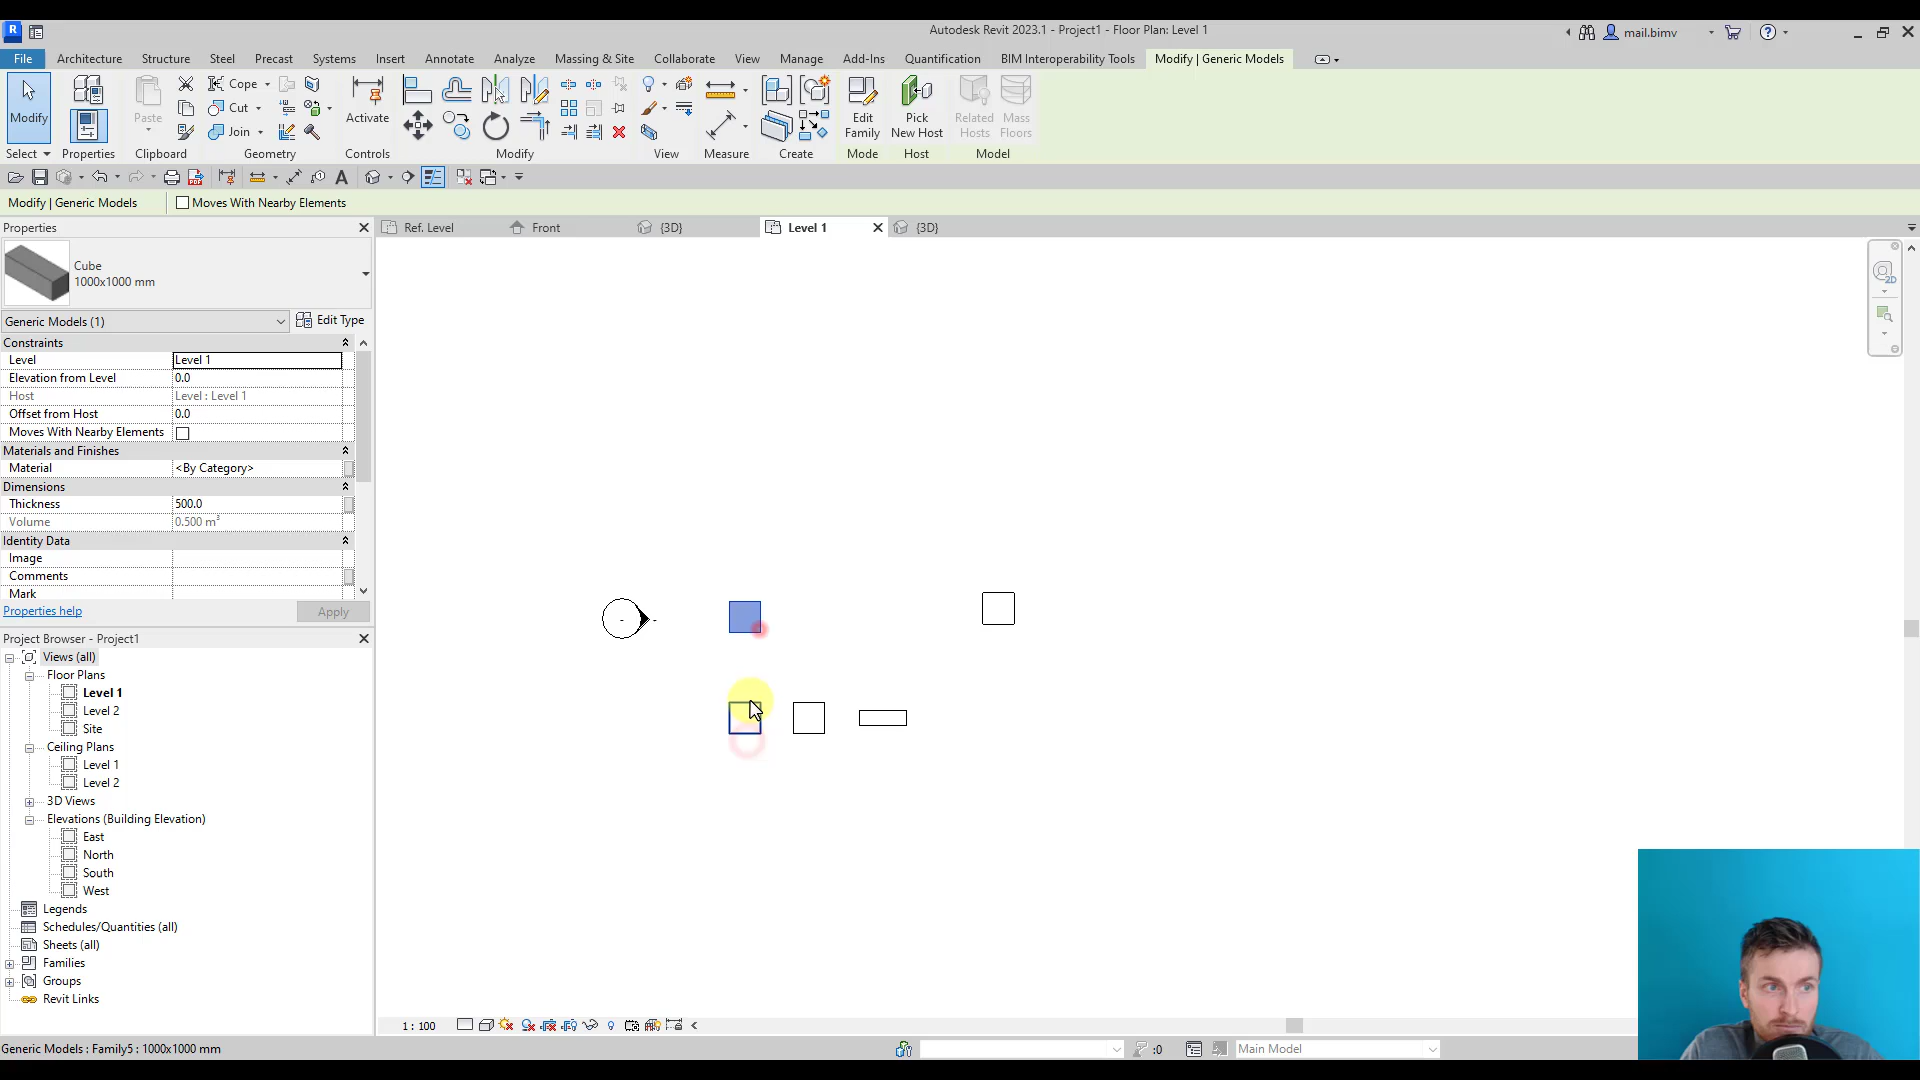 R
Autodesk Revit 2023.1 - Project1 - Floor Plan: Level 1
mail.bimv
File Architecture Structure Steel Precast Systems Insert Annotate Analyze Massing & Site Collaborate View Manage Add-Ins Quantification BIM Interoperability Tools Modify | Generic Models
Modify
Select
Properties
Paste
Clipboard
Cope
Cut
Join
Geometry
Activate
Controls
Modify
View
Measure
Create
Edit
Family
Mode
Pick
New Host
Host
Related
Hosts
Mass
Floors
Model
A
Modify | Generic Models
Moves With Nearby Elements
Properties
Ref. Level
Front
{3D}
Level 1
{3D}
Cube
1000x1000 mm
Generic Models (1)
Edit Type
Constraints
Level Level 1
Elevation from Level 0.0
Host Level : Level 1
Offset from Host 0.0
Moves With Nearby Elements
Materials and Finishes
Material <By Category>
Dimensions
Thickness 500.0
Volume 0.500 m³
Identity Data
Image
Comments
Mark
Properties help
Apply
Project Browser - Project1
Views (all)
Floor Plans
Level 1
Level 2
Site
Ceiling Plans
Level 1
Level 2
3D Views
Elevations (Building Elevation)
East
North
South
West
Legends
Schedules/Quantities (all)
Sheets (all)
Families
Groups
Revit Links
2D
1 : 100
Generic Models : Family5 : 1000x1000 mm
:0
Main Model